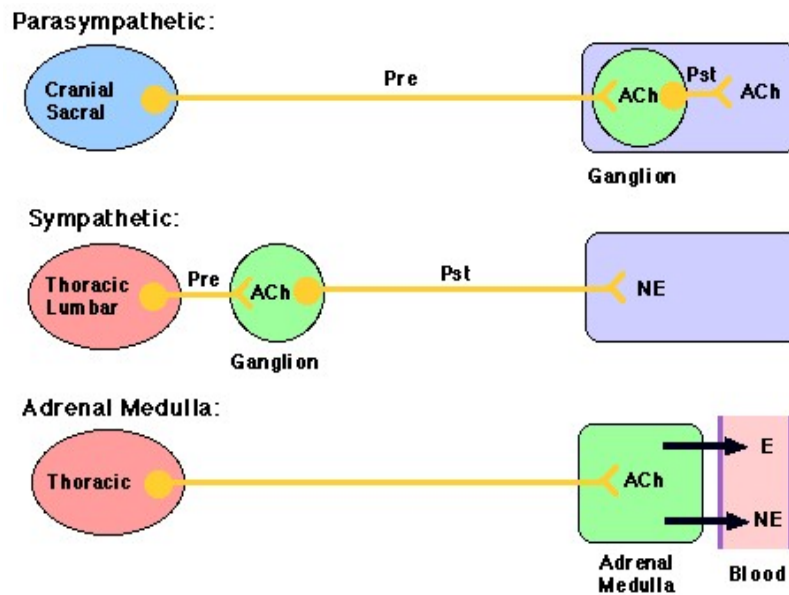 Parasympathetic:
Cranial
Sacral
Pre
ACh
Pst
ACh
Ganglion
Sympathetic:
Thoracic
Lumbar
Pre
ACh
Pst
NE
Ganglion
Adrenal Medulla:
Thoracic
ACh
E
NE
Adrenal
Medulla
Blood